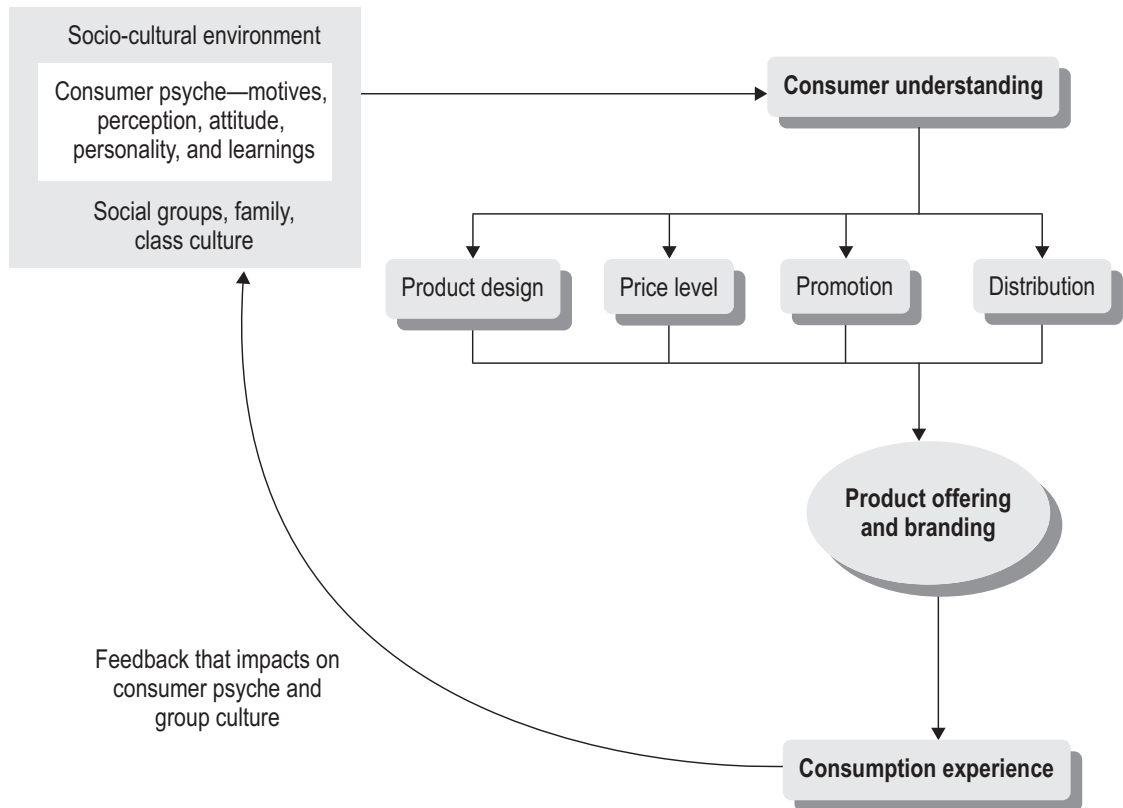 Socio-cultural environment
Consumer psyche—motives,
perception, attitude,
personality, and learnings
Social groups, family,
class culture
Consumer understanding
Product design
Price level
Promotion
Distribution
Product offering
and branding
Feedback that impacts on
consumer psyche and
group culture
Consumption experience